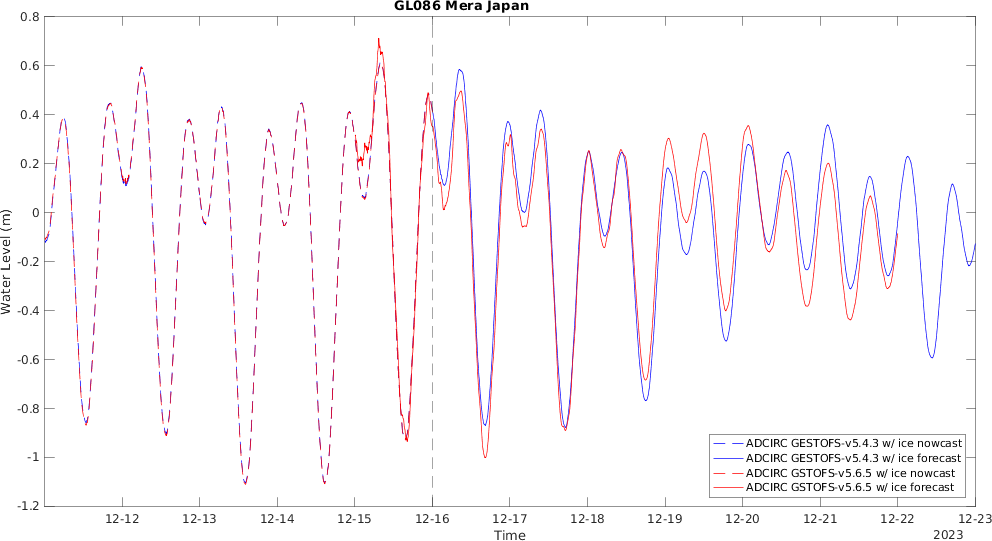 GL086 Mera Japan
0.8
0.6
0.4
0.2
0
-0.2
-0.4
-0.6
-0.8
-1
-1.2
Water Level (m)
ADCIRC GESTOFS-v5.4.3 w/ ice nowcast
ADCIRC GESTOFS-v5.4.3 w/ ice forecast
ADCIRC GSTOFS-v5.6.5 w/ ice nowcast
ADCIRC GSTOFS-v5.6.5 w/ ice forecast
12-12 12-13 12-14 12-15 12-16 12-17 12-18 12-19 12-20 12-21 12-22 12-23
Time
2023